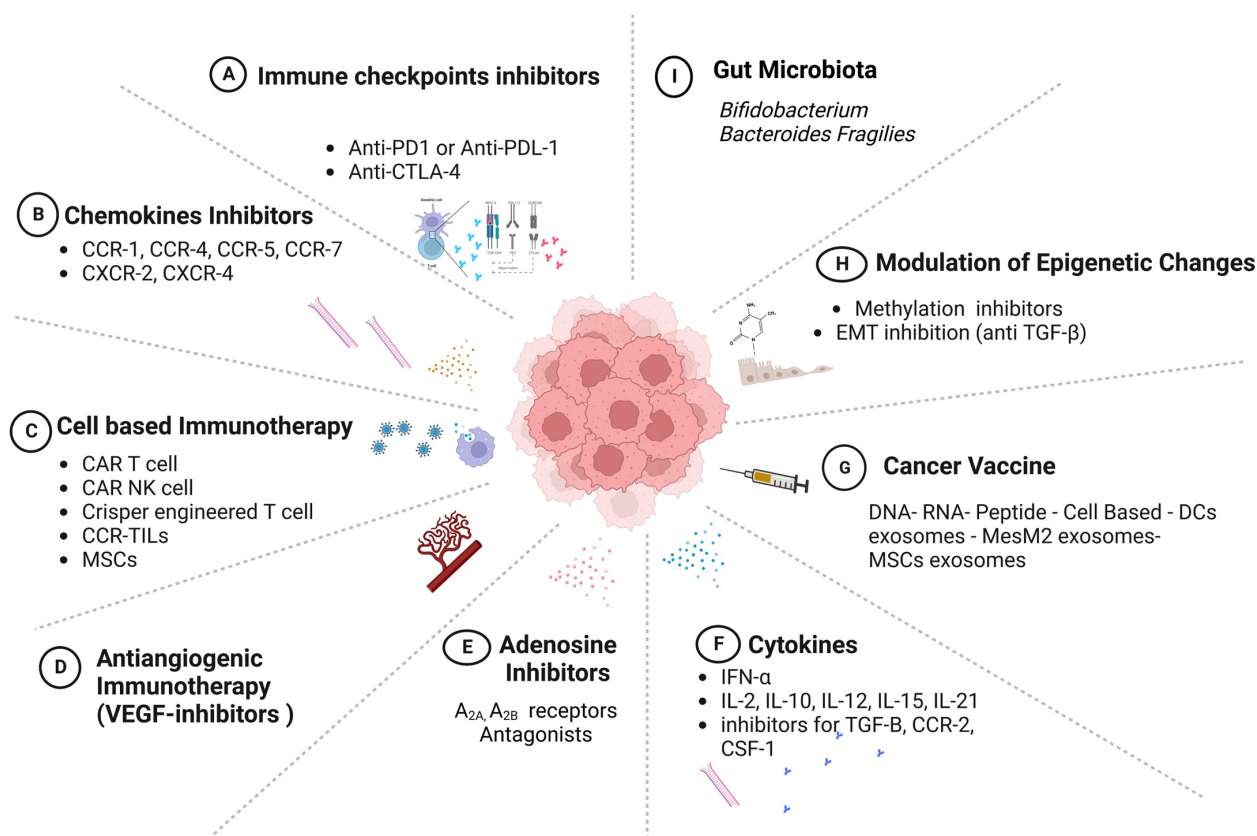 A
Immune checkpoints inhibitors
• Anti-PD1 or Anti-PDL-1
• Anti-CTLA-4
Dendritic cell
T cell
I
Gut Microbiota
Bifidobacterium
Bacteroides Fragilies
B
Chemokines Inhibitors
• CCR-1, CCR-4, CCR-5, CCR-7
• CXCR-2, CXCR-4
H
Modulation of Epigenetic Changes
• Methylation inhibitors
• EMT inhibition (anti TGF-β)
NH₂
CH₃
N
O
N
C
Cell based Immunotherapy
• CAR T cell
• CAR NK cell
• Crisper engineered T cell
• CCR-TILs
• MSCs
G
Cancer Vaccine
DNA- RNA- Peptide - Cell Based - DCs
exosomes - MesM2 exosomes-
MSCs exosomes
D
Antiangiogenic
Immunotherapy
(VEGF-inhibitors )
E
Adenosine
Inhibitors
A₂A, A₂B receptors
Antagonists
F
Cytokines
• IFN-α
• IL-2, IL-10, IL-12, IL-15, IL-21
• inhibitors for TGF-B, CCR-2,
CSF-1